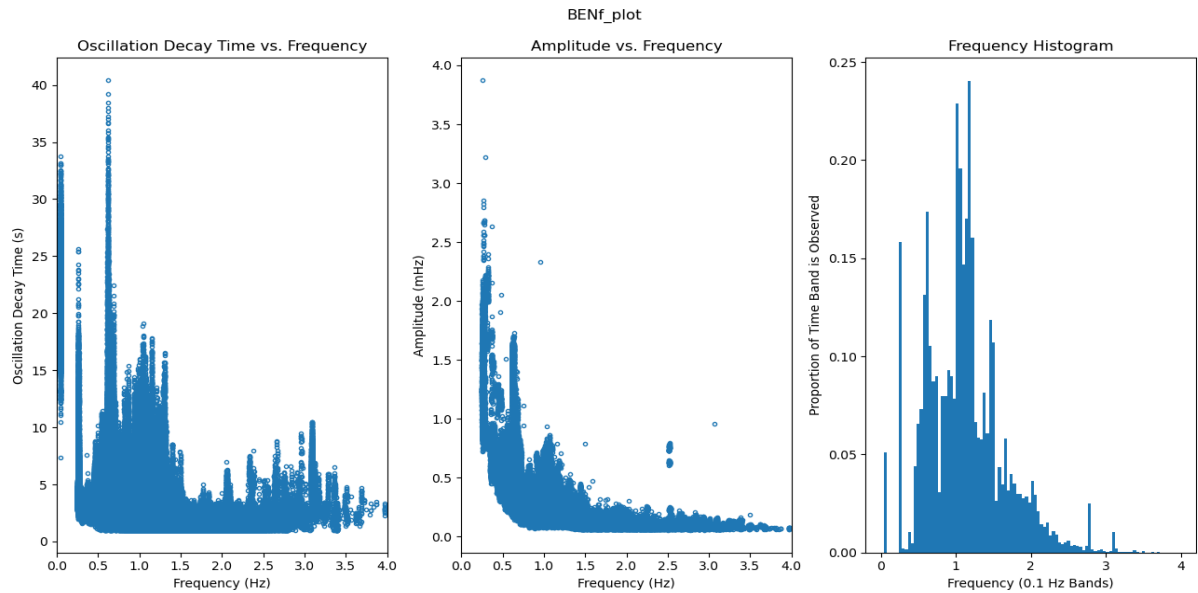 BENf_plot
Oscillation Decay Time vs. Frequency
Oscillation Decay Time (s)
40
35
30
25
20
15
10
5
0
0.0 0.5 1.0 1.5 2.0 2.5 3.0 3.5 4.0
Frequency (Hz)
Amplitude vs. Frequency
Amplitude (mHz)
4.0
3.5
3.0
2.5
2.0
1.5
1.0
0.5
0.0
0.0 0.5 1.0 1.5 2.0 2.5 3.0 3.5 4.0
Frequency (Hz)
Frequency Histogram
Proportion of Time Band is Observed
0.25
0.20
0.15
0.10
0.05
0.00
0 1 2 3 4
Frequency (0.1 Hz Bands)